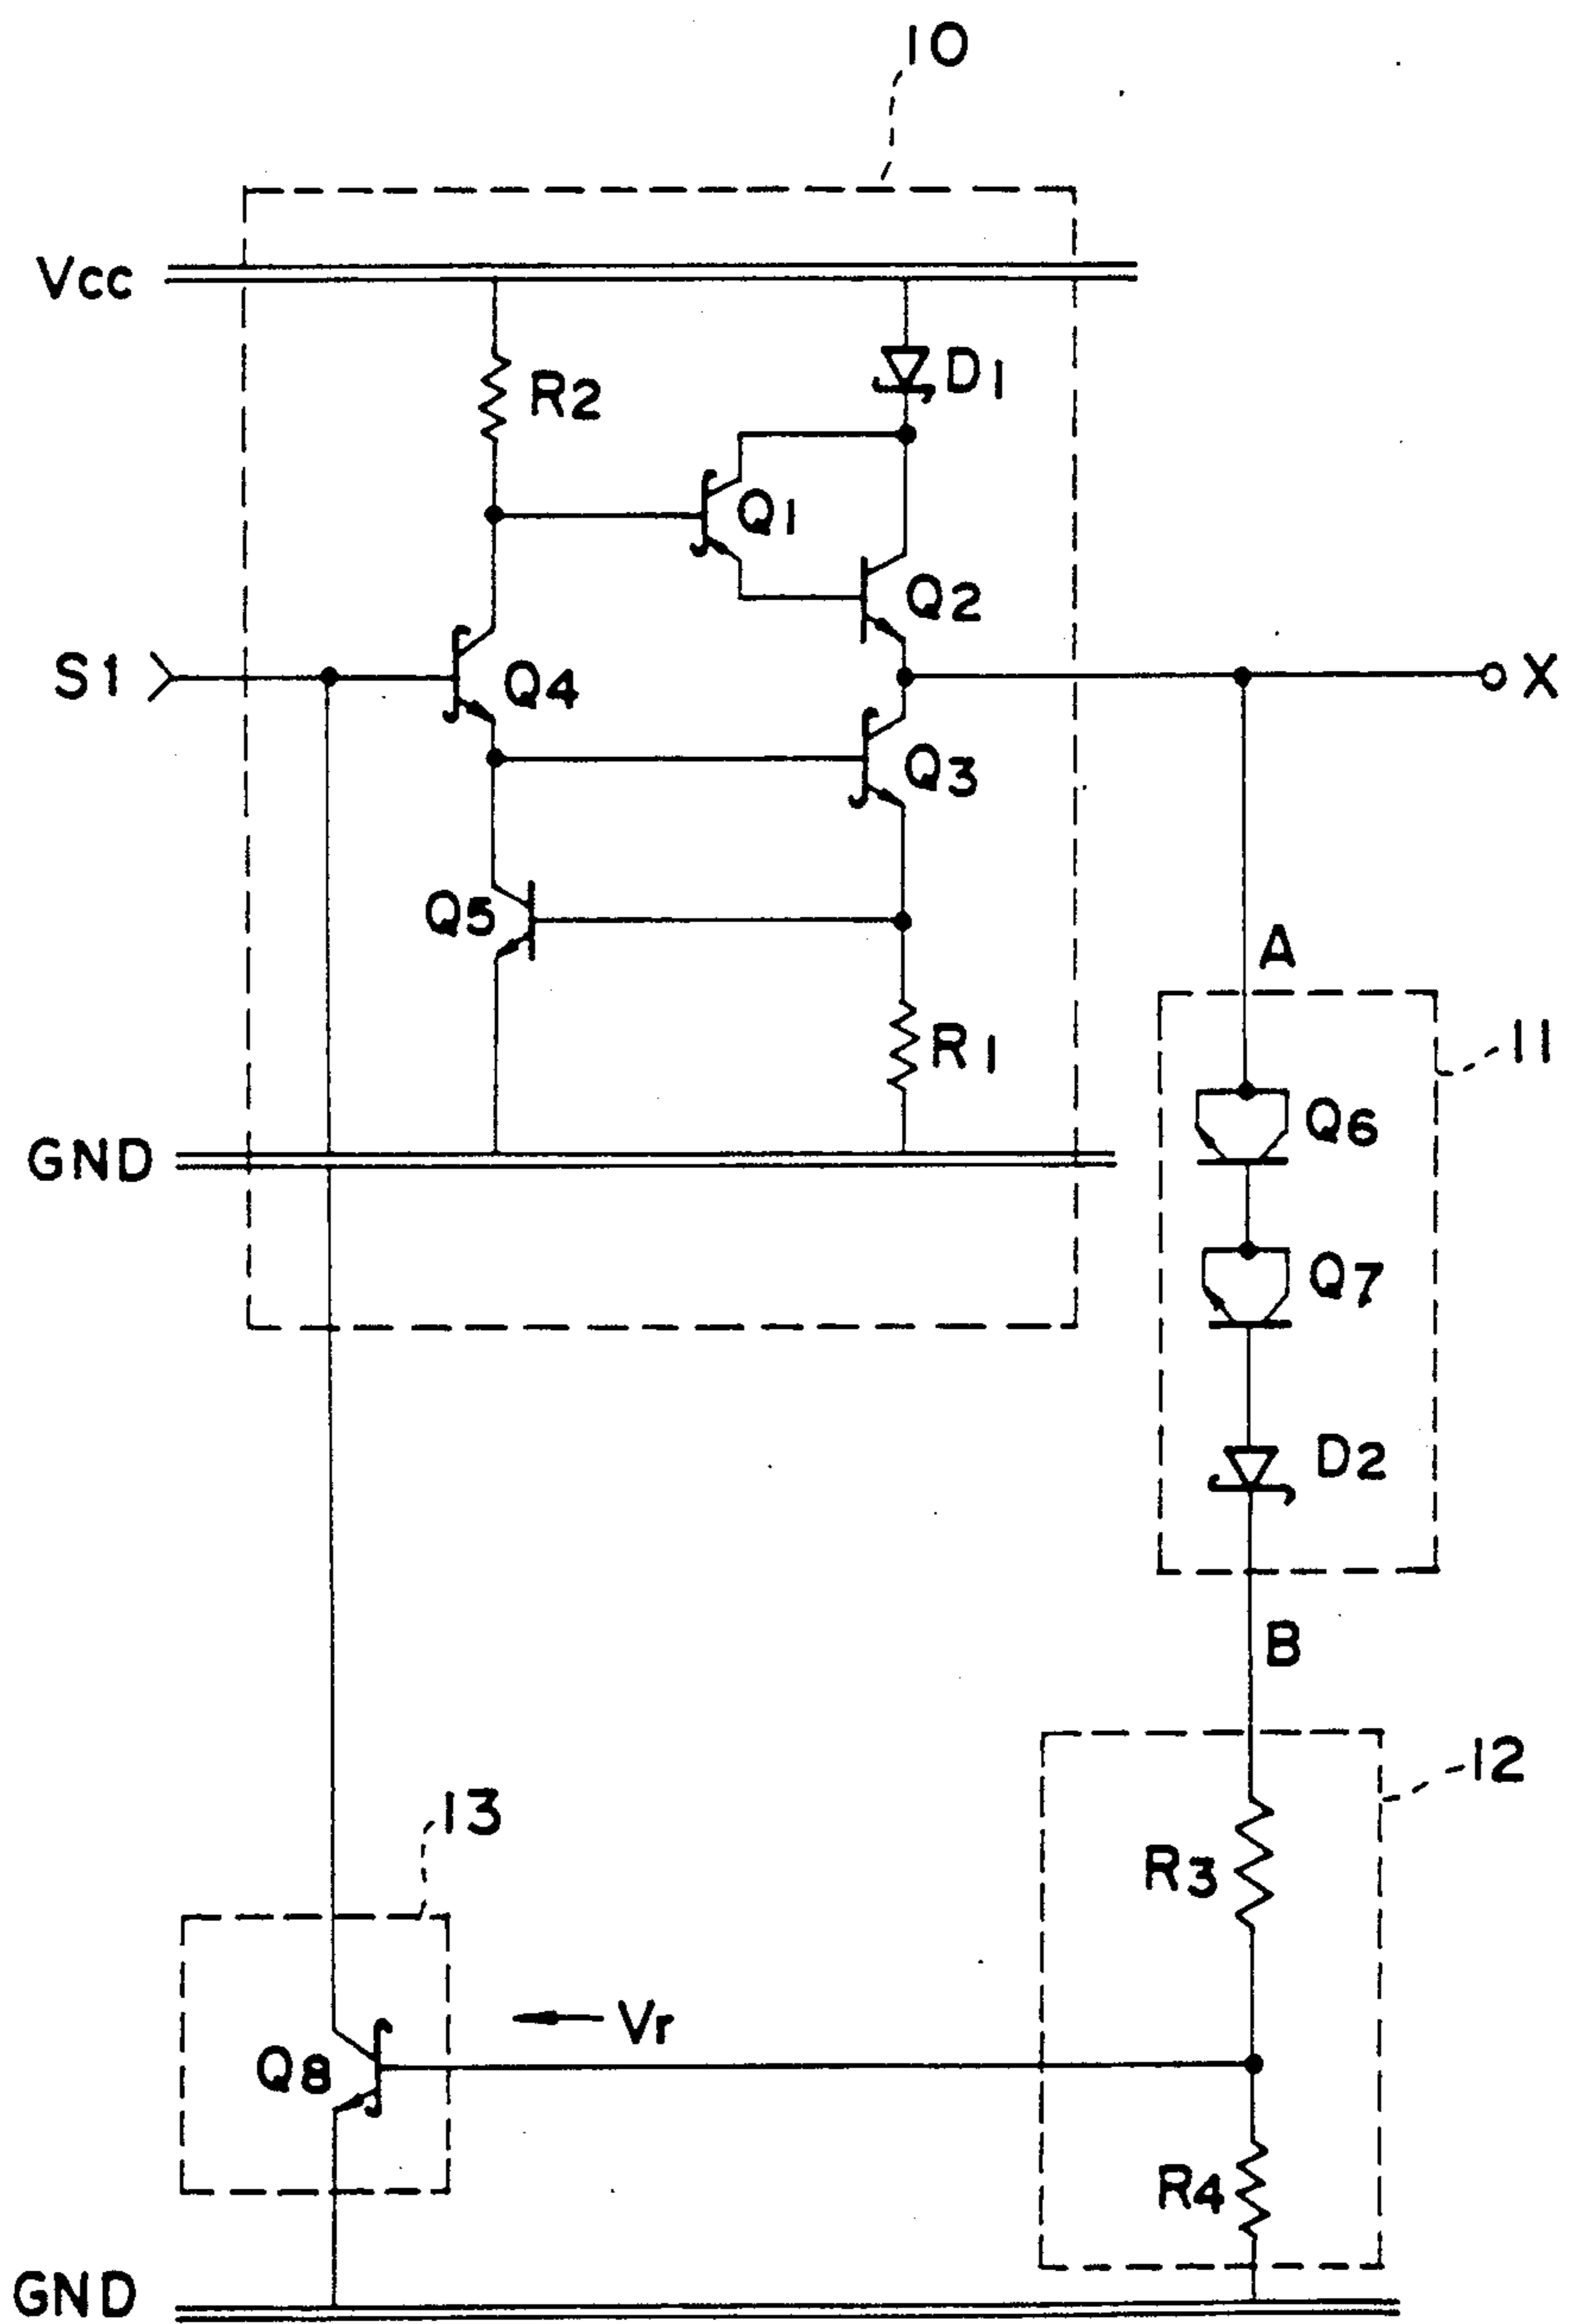 10
Vcc
R2
D1
Q1
Q2
S1
Q4
X
Q3
Q5
A
R1
11
GND
Q6
Q7
D2
B
12
13
R3
Vr
Q8
R4
GND